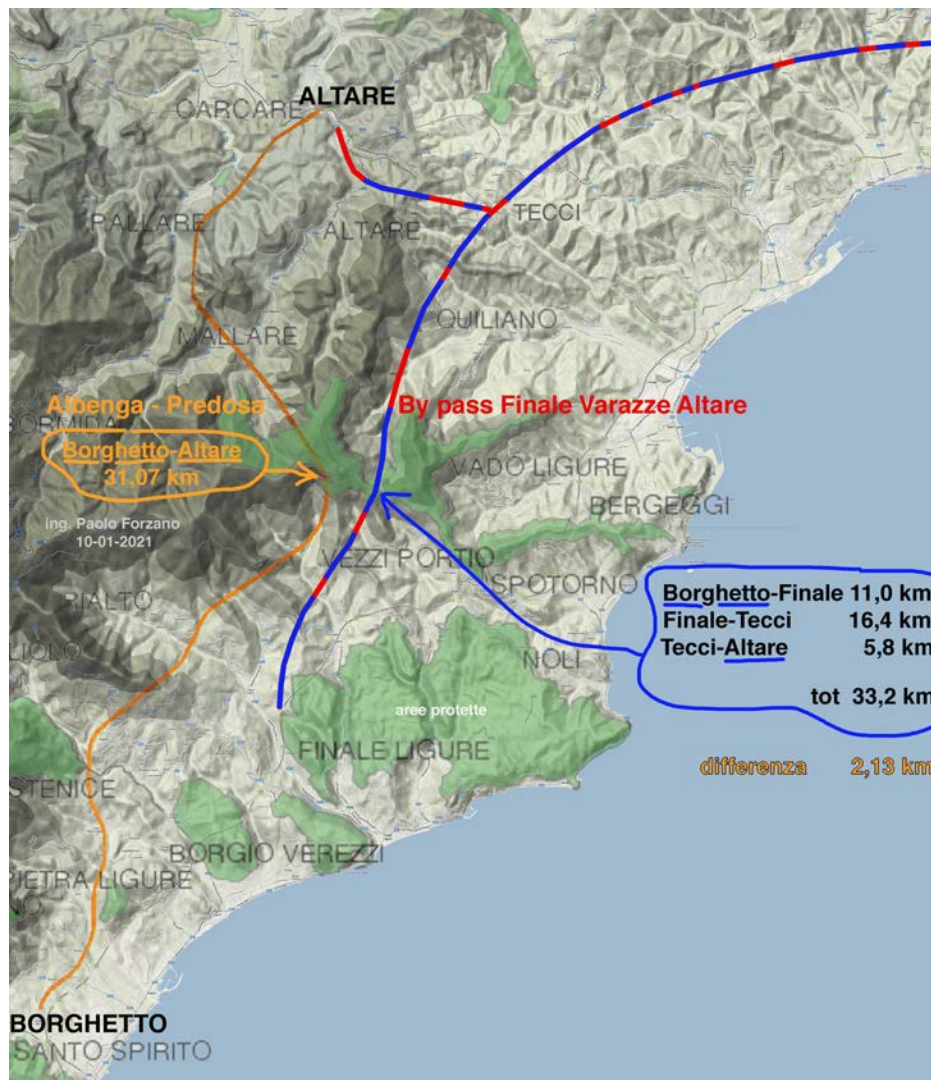 ALTARE
CARCARE
PALLARE
ALTARE
TECCI
QUILIANO
MALLARE
Albenga - Predosa
By pass Finale Varazze Altare
BORMIDA
Borghetto-Altare
31,07 km
VADO LIGURE
BERGEGGI
ing. Paolo Forzano
10-01-2021
VEZZI PORTIO
SPOTORNO
RIALTO
Borghetto-Finale 11,0 km
Finale-Tecci 16,4 km
Tecci-Altare 5,8 km
tot 33,2 km
NOLI
aree protette
FINALE LIGURE
differenza 2,13 km
STENICE
BORGIO VEREZZI
PIETRA LIGURE
BORGHETTO
SANTO SPIRITO